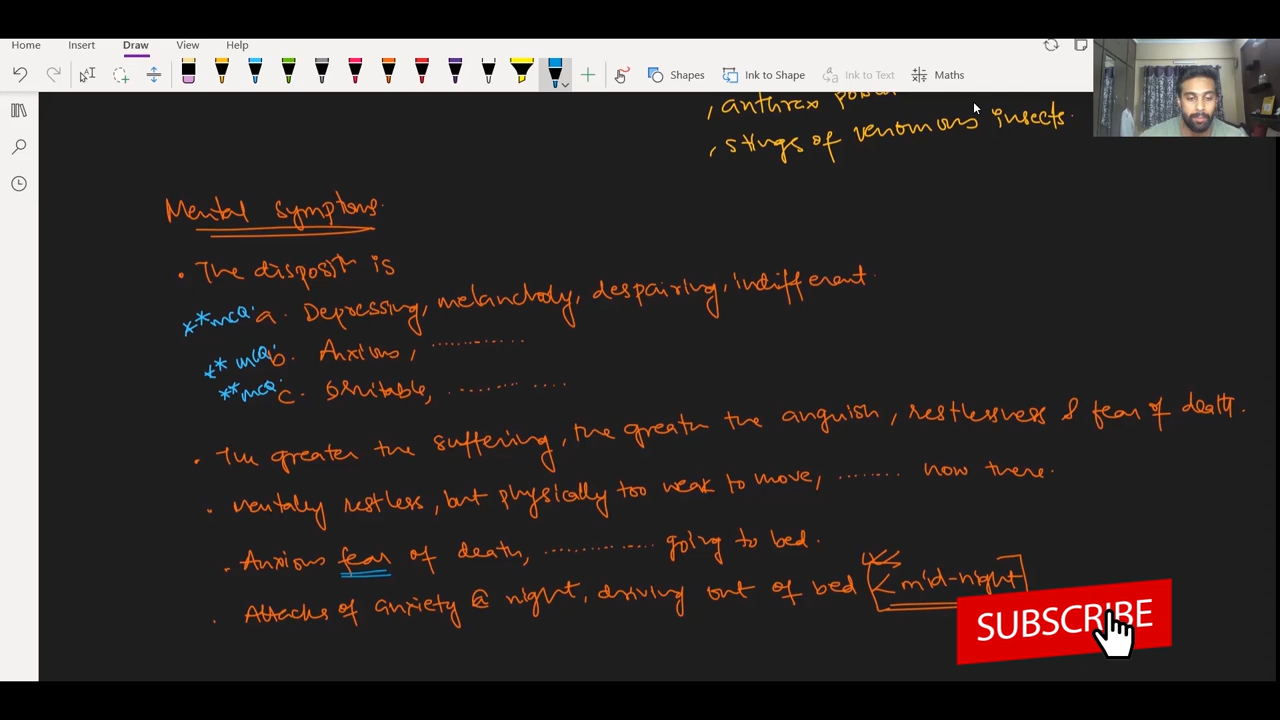 Home Insert Draw View Help
Shapes Ink to Shape Ink to Text Maths
, anthrax
, stings of venomous insects.
Mental symptoms.
• The disposith is
**mcq. a. Depressing, melancholy, despairing, indifferent.
** mcq. b. Anxious, ............
**mcq. c. Irritable, ............
• The greater the suffering, the greater the anguish, restlessness & fear of death.
• Mentaley restless, but physically too weak to move, ........ now there.
• Anxious fear of death, ............. going to bed.
• Attacks of anxiety @ night, driving out of bed < mid-night
SUBSCRIBE